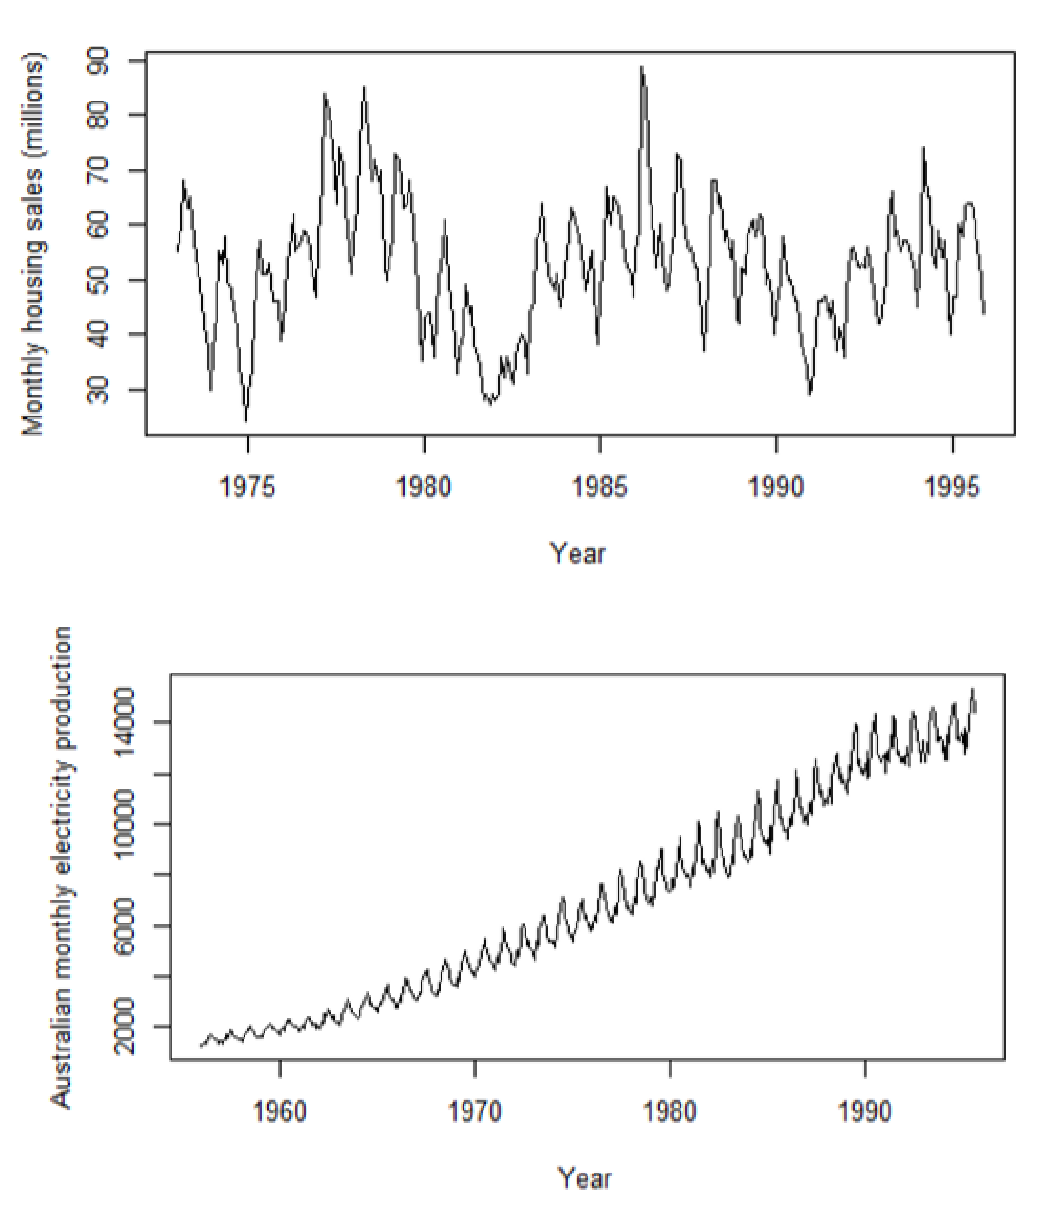 Monthly housing sales (millions)
90
80
70
60
50
40
30
1975 1980 1985 1990 1995
Year
Australian monthly electricity production
14000
10000
6000
2000
1960 1970 1980 1990
Year